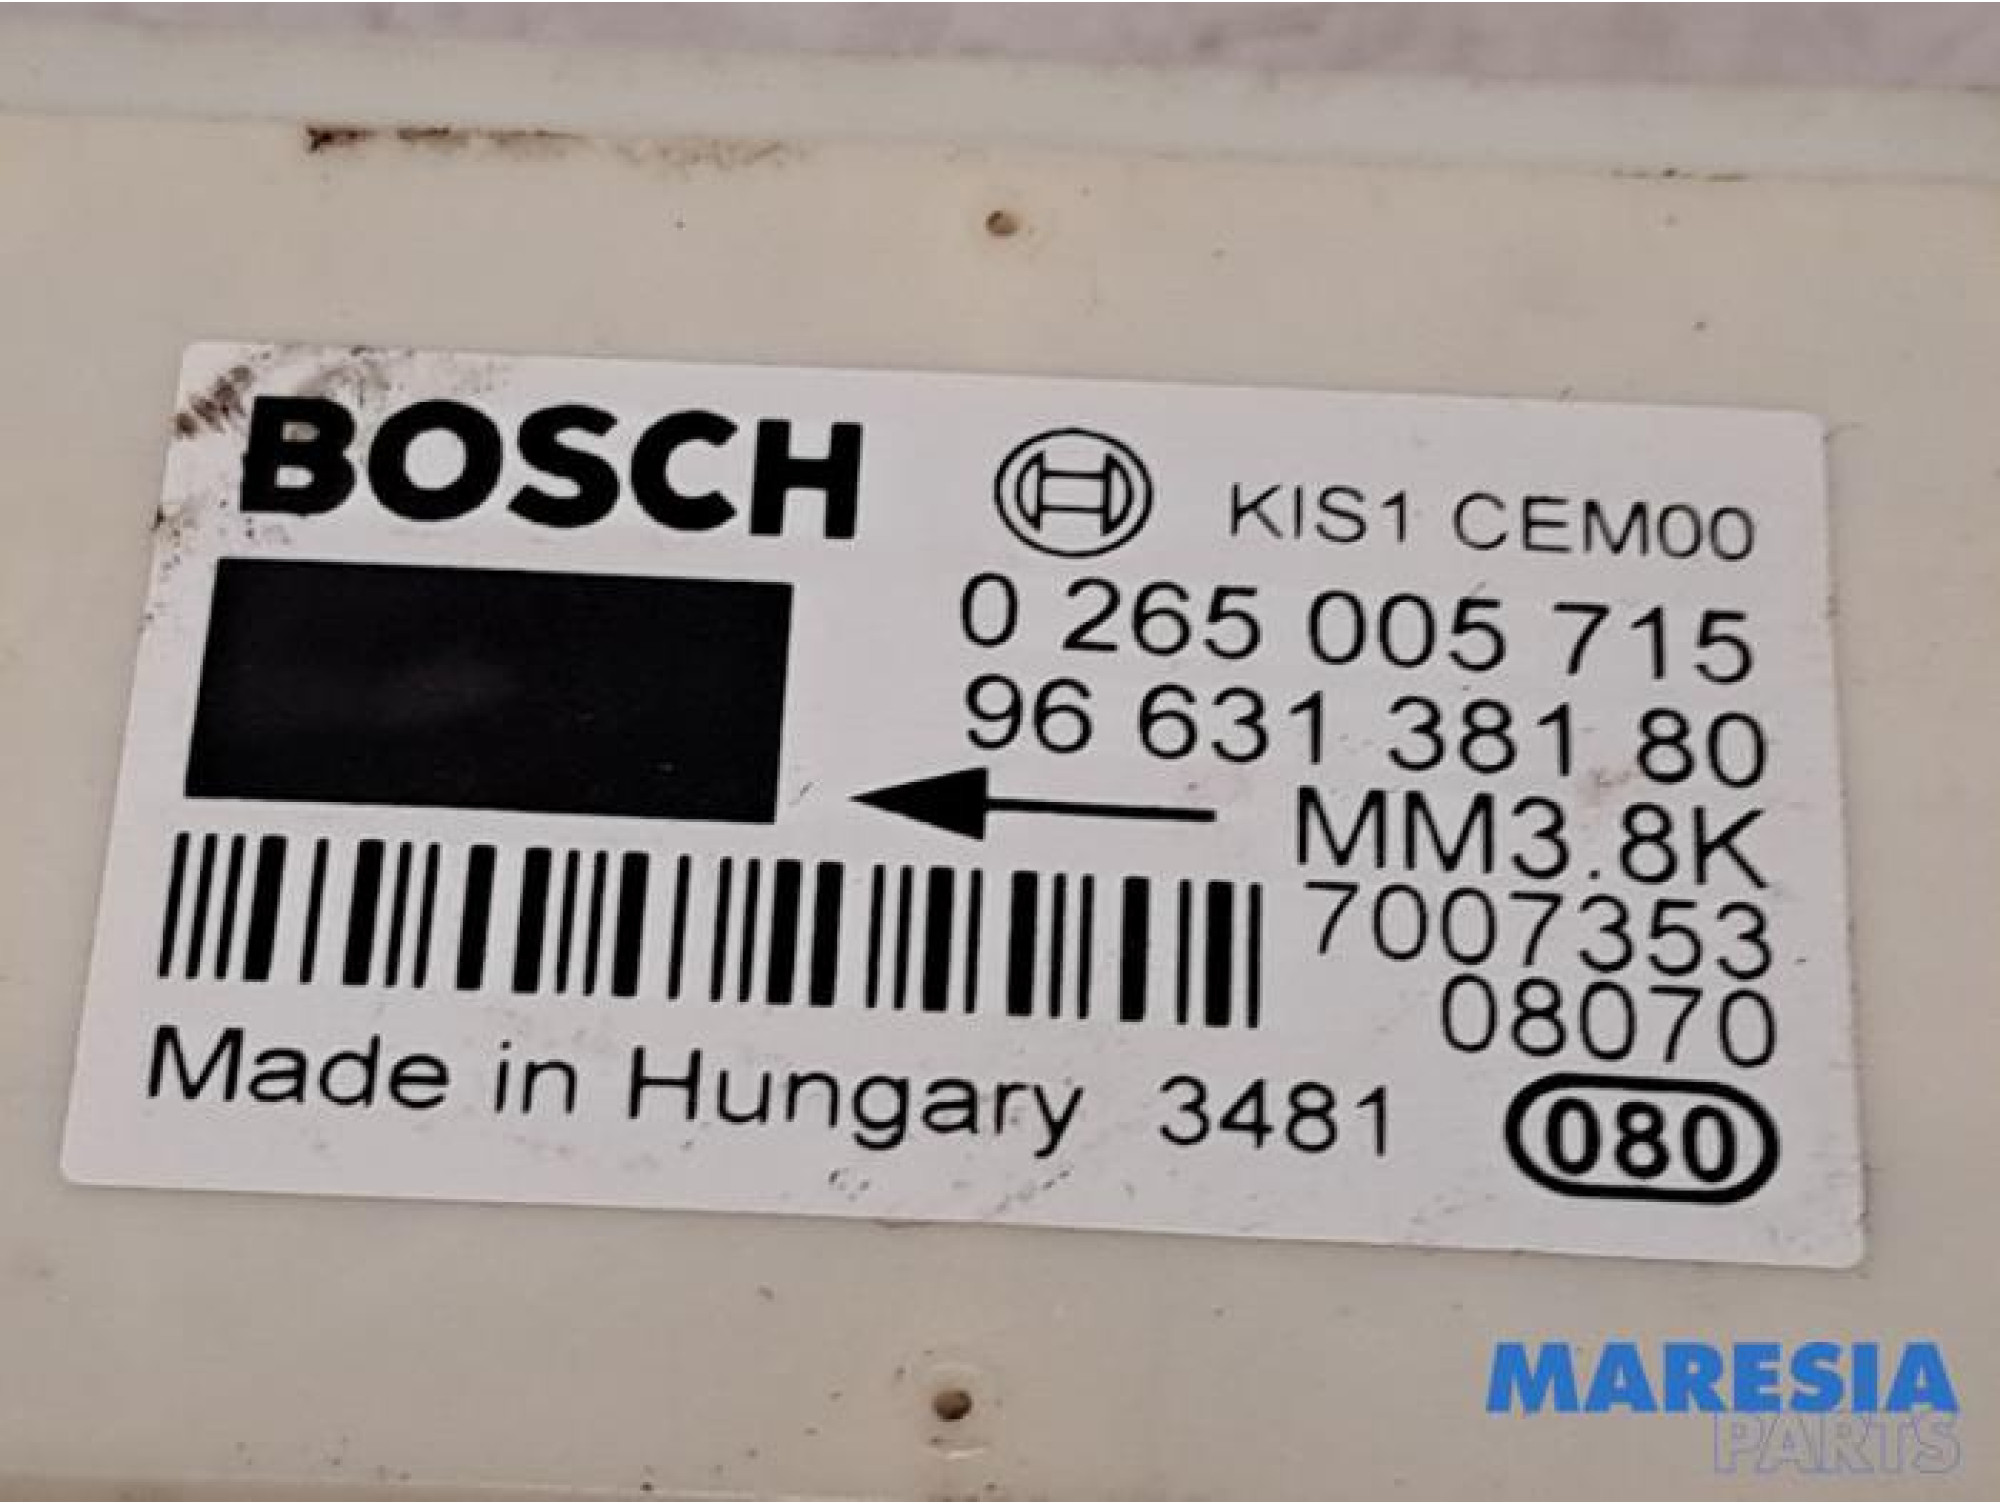 BOSCH
KIS1 CEM00
0 265 005 715
96 631 381 80
MM3.8K
7007353
08070
Made in Hungary 3481
080
MARESIA
PARTS